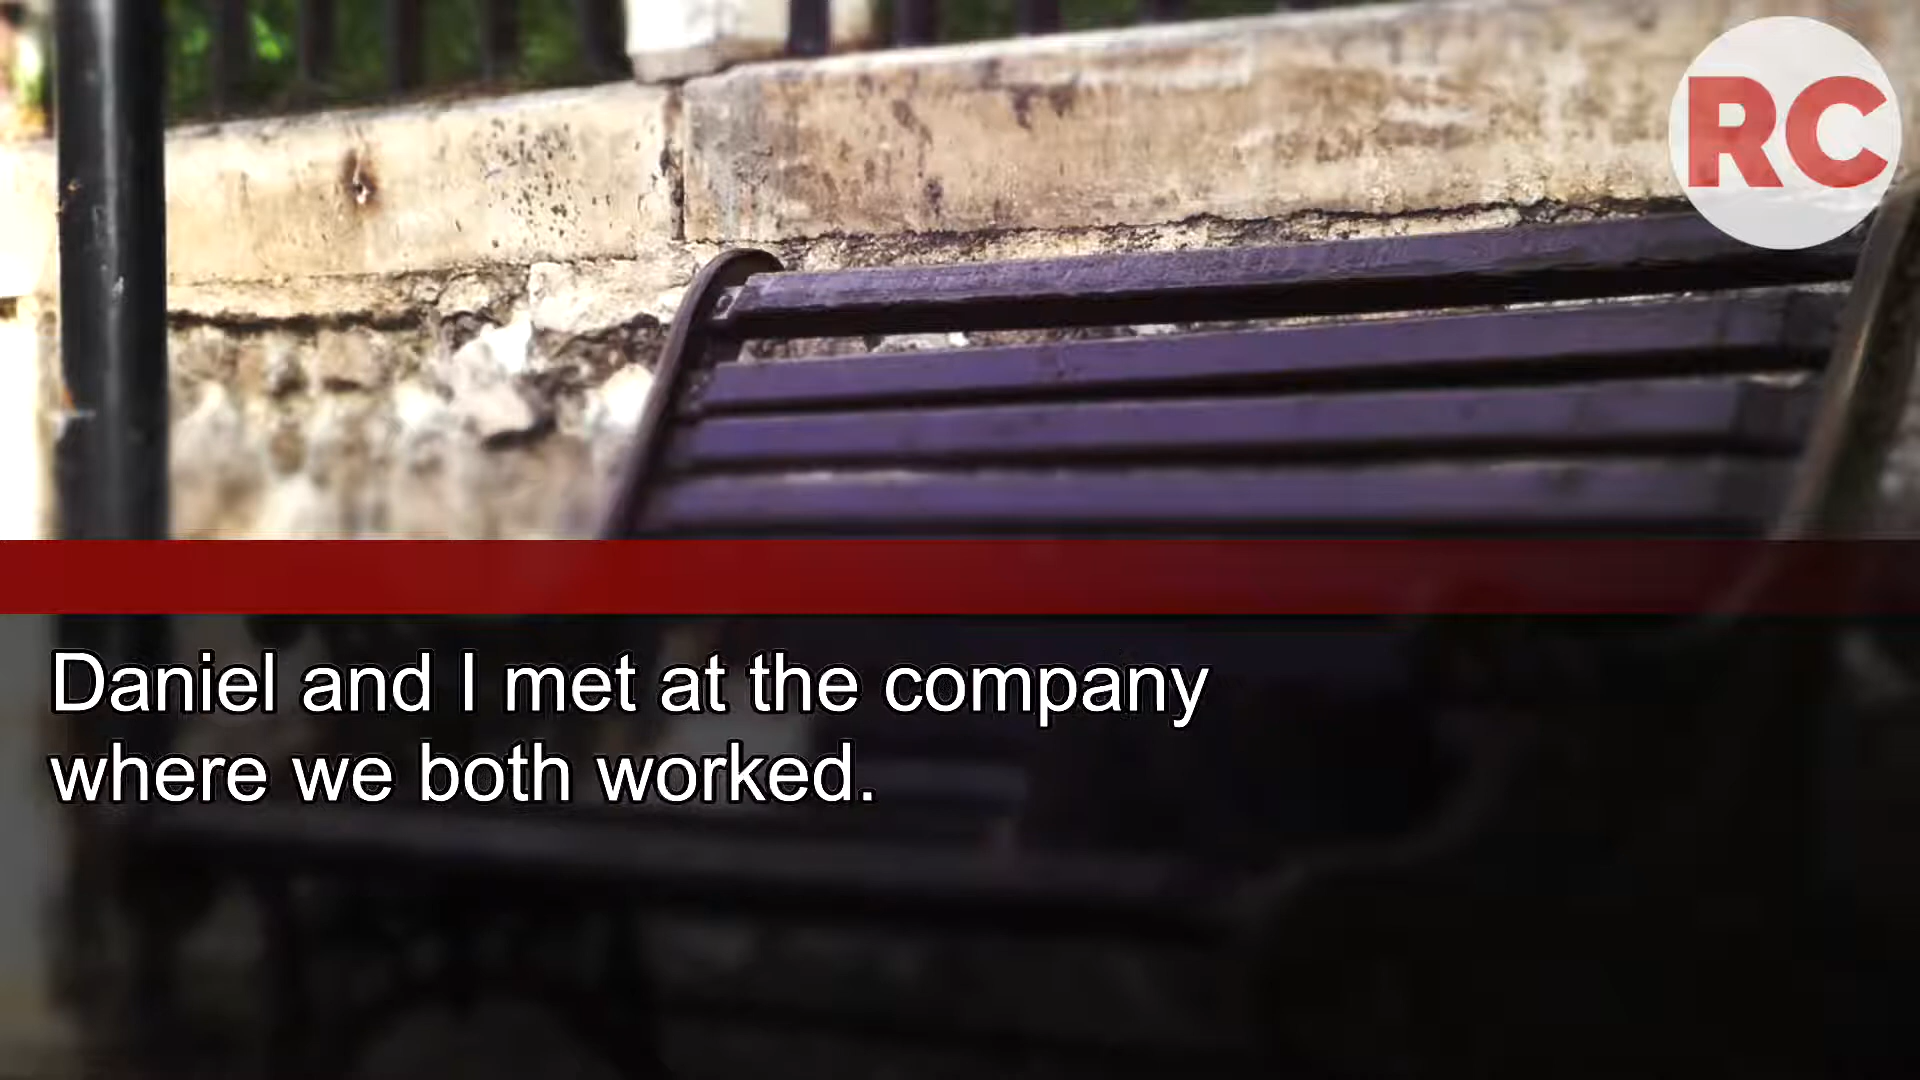 RC
Daniel and I met at the company
where we both worked.